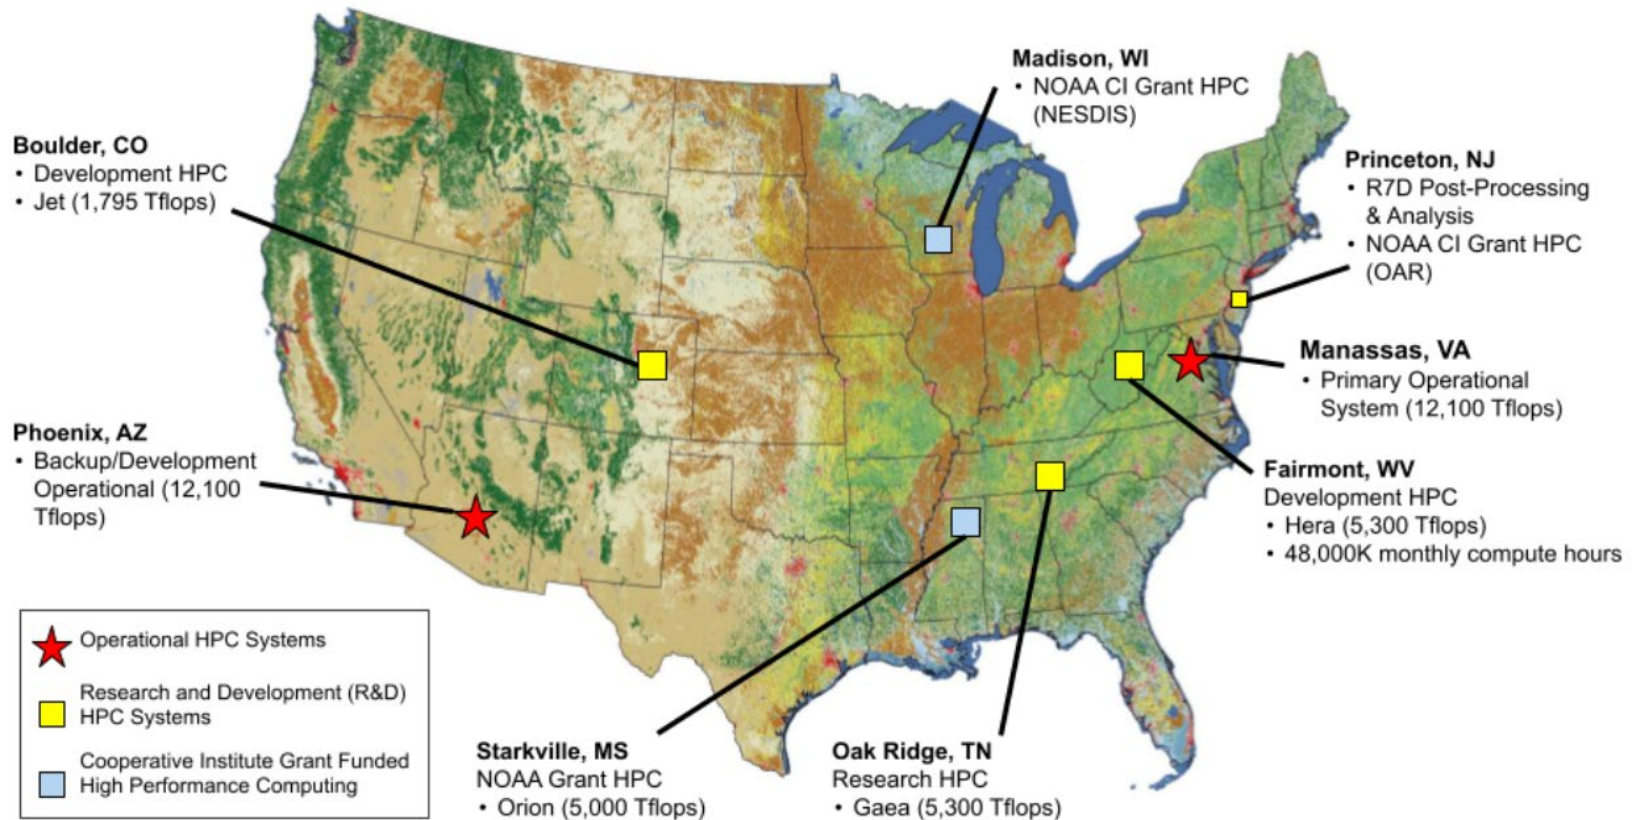 Madison, WI
• NOAA CI Grant HPC
(NESDIS)
Boulder, CO
• Development HPC
• Jet (1,795 Tflops)
Princeton, NJ
• R7D Post-Processing
& Analysis
• NOAA CI Grant HPC
(OAR)
Manassas, VA
• Primary Operational
System (12,100 Tflops)
Phoenix, AZ
• Backup/Development
Operational (12,100
Tflops)
Fairmont, WV
Development HPC
• Hera (5,300 Tflops)
• 48,000K monthly compute hours
Operational HPC Systems
Research and Development (R&D)
HPC Systems
Cooperative Institute Grant Funded
High Performance Computing
Starkville, MS
NOAA Grant HPC
• Orion (5,000 Tflops)
Oak Ridge, TN
Research HPC
• Gaea (5,300 Tflops)